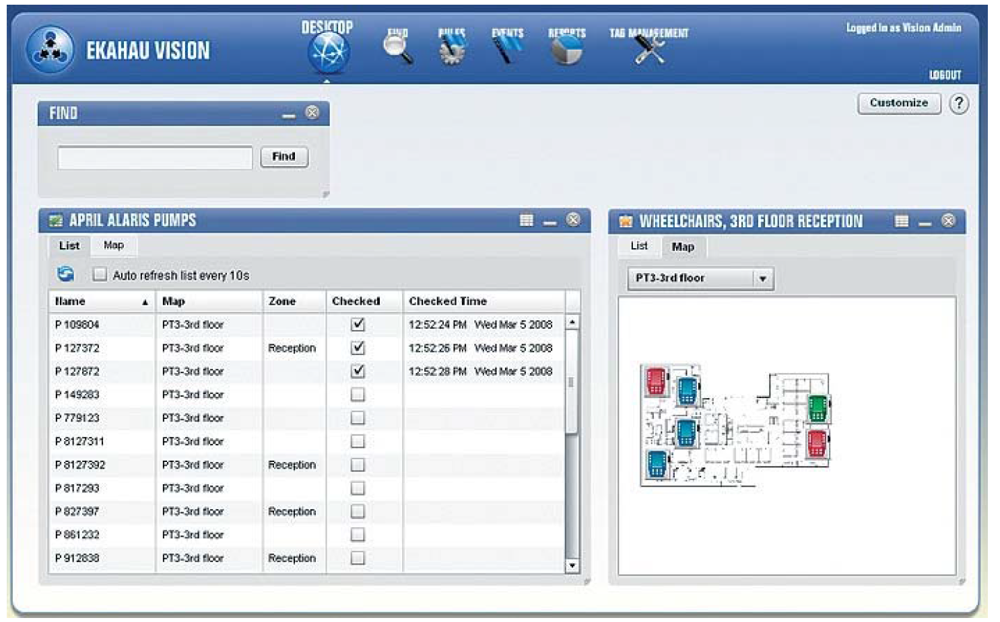 EKAHAU VISION
DESKTOP
FIND
RULES
EVENTS
REPORTS
TAG MANAGEMENT
Logged in as Vision Admin
LOGOUT
Customize
?
FIND
Find
APRIL ALARIS PUMPS
List Map
Auto refresh list every 10s
Name Map Zone Checked Checked Time
P 109804 PT3-3rd floor 12:52:24 PM Wed Mar 5 2008
P 127372 PT3-3rd floor Reception 12:52:26 PM Wed Mar 5 2008
P 127872 PT3-3rd floor 12:52:28 PM Wed Mar 5 2008
P 149283 PT3-3rd floor
P 779123 PT3-3rd floor
P 8127311 PT3-3rd floor
P 8127392 PT3-3rd floor Reception
P 817293 PT3-3rd floor
P 827397 PT3-3rd floor Reception
P 861232 PT3-3rd floor
P 912838 PT3-3rd floor Reception
WHEELCHAIRS, 3RD FLOOR RECEPTION
List Map
PT3-3rd floor